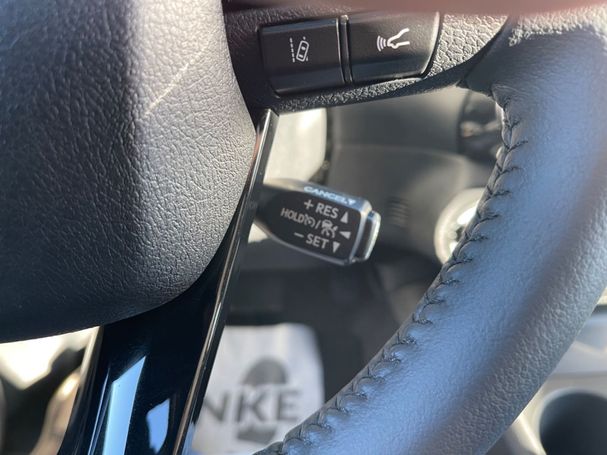 CANCEL
+ RES
HOLD /
− SET
NKE